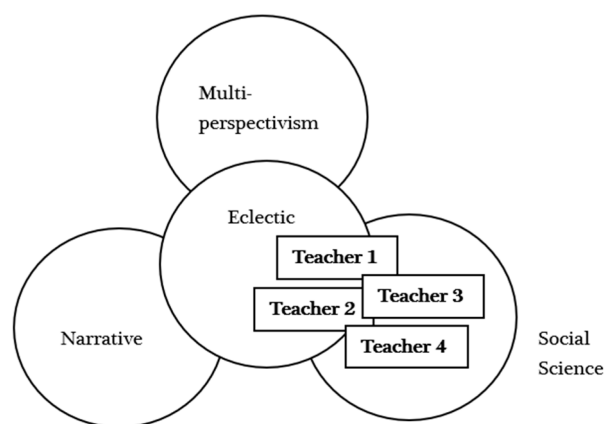 Multi-
perspectivism
Eclectic
Teacher 1
Teacher 3
Teacher 2
Teacher 4
Narrative
Social
Science